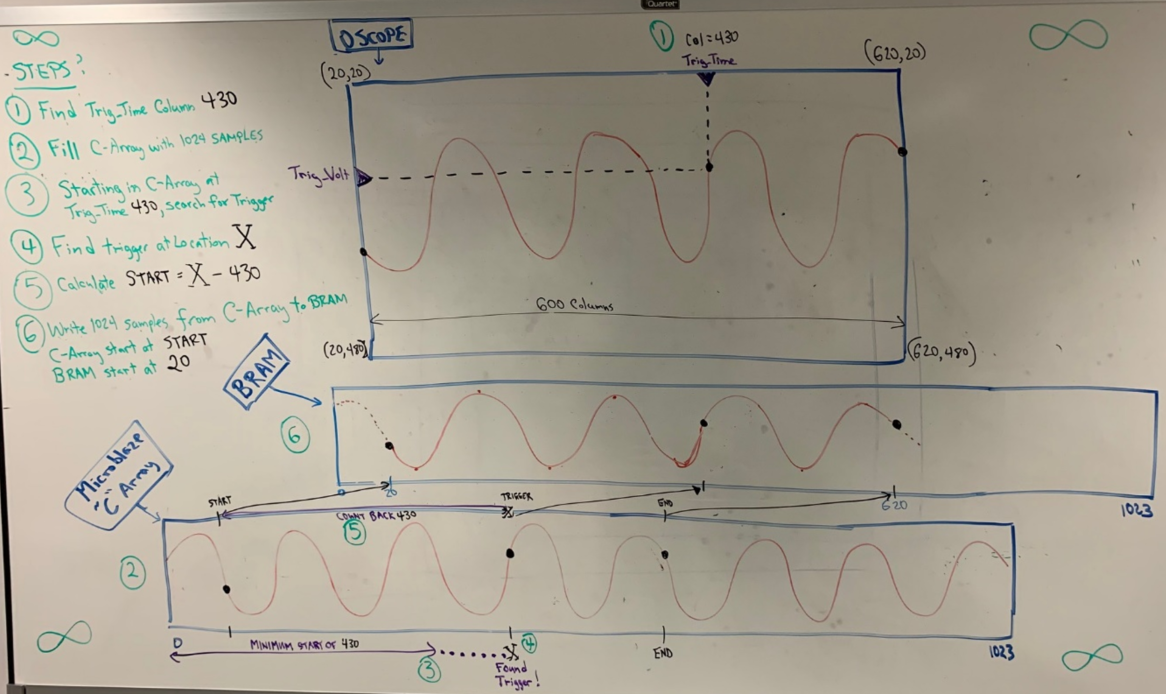 Quarter
∞
∞
OSCOPE
① Col=430
Trig_Time
(20,20)
(620,20)
STEPS:
① Find Trig_Time Column 430
② Fill C-Array with 1024 SAMPLES
③ Starting in C-Array at
Trig_Time 430, search for Trigger
④ Find trigger at Location X
⑤ Calculate START = X - 430
⑥ Write 1024 samples from C-Array to BRAM
C-Array start at START
BRAM start at 20
Trig_Volt
600 Columns
(20,480)
(620,480)
BRAM
⑥
0
20
620
1023
Microblaze
"C" Array
START
TRIGGER
X
END
COUNT BACK 430
⑤
②
0
MINIMUM START OF 430
③
X
④
Found
Trigger!
END
1023
∞
∞